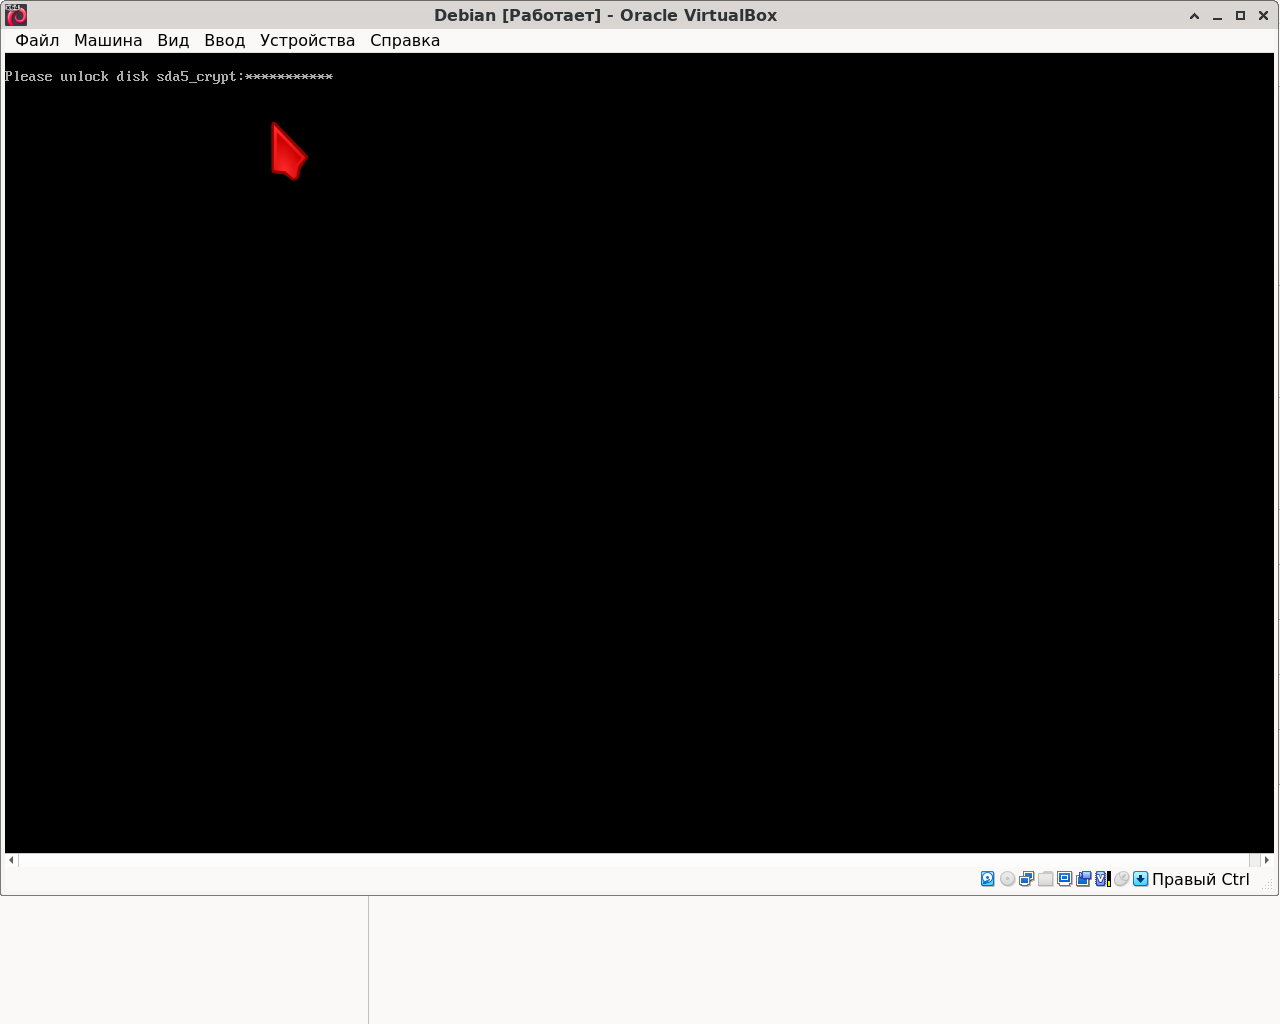 Debian [Работает] - Oracle VirtualBox
Файл Машина Вид Ввод Устройства Справка
Please unlock disk sda5_crypt:***********
Правый Ctrl